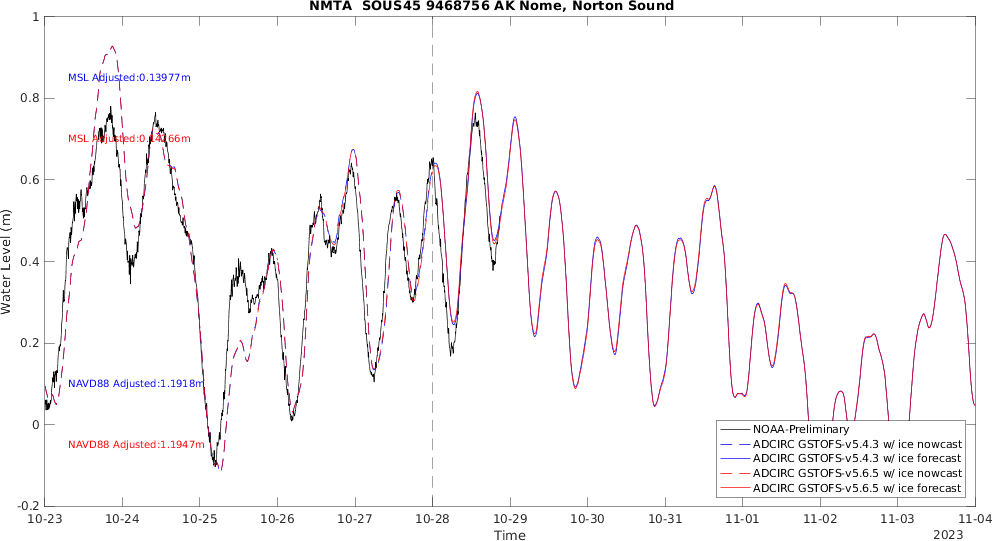 NMTA SOUS45 9468756 AK Nome, Norton Sound
1
0.8
0.6
0.4
0.2
0
-0.2
Water Level (m)
MSL Adjusted:0.13977m
MSL Adjusted:0.14266m
NAVD88 Adjusted:1.1918m
NAVD88 Adjusted:1.1947m
NOAA-Preliminary
ADCIRC GSTOFS-v5.4.3 w/ ice nowcast
ADCIRC GSTOFS-v5.4.3 w/ ice forecast
ADCIRC GSTOFS-v5.6.5 w/ ice nowcast
ADCIRC GSTOFS-v5.6.5 w/ ice forecast
10-23 10-24 10-25 10-26 10-27 10-28 10-29 10-30 10-31 11-01 11-02 11-03 11-04
Time
2023